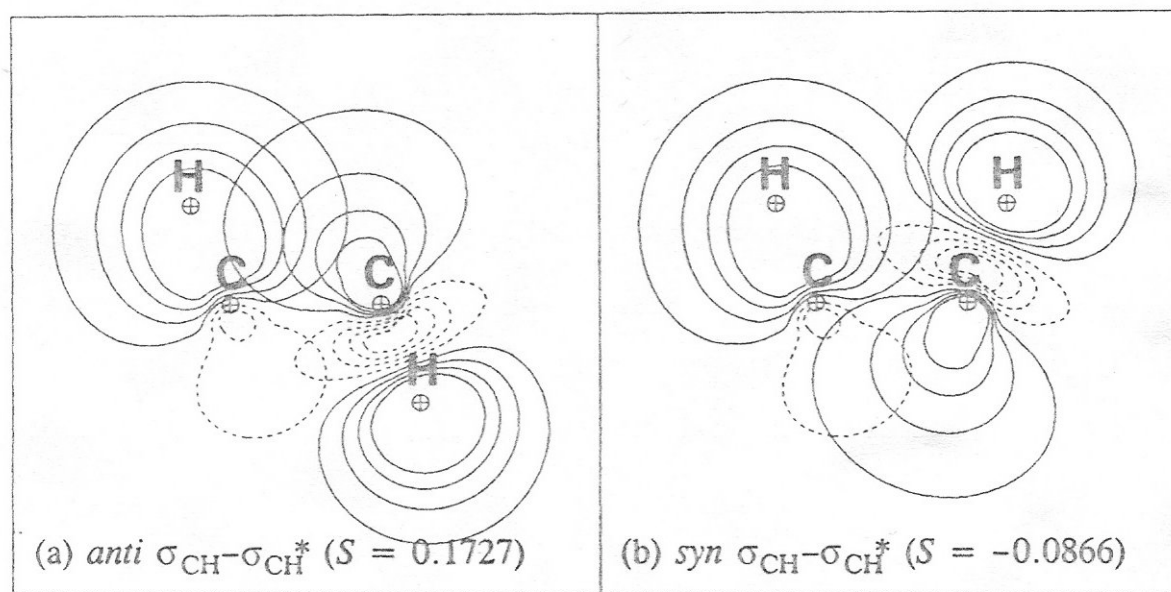 H
C
C
H
(a) anti σCH–σCH* (S = 0.1727)
H
H
C
C
(b) syn σCH–σCH* (S = -0.0866)